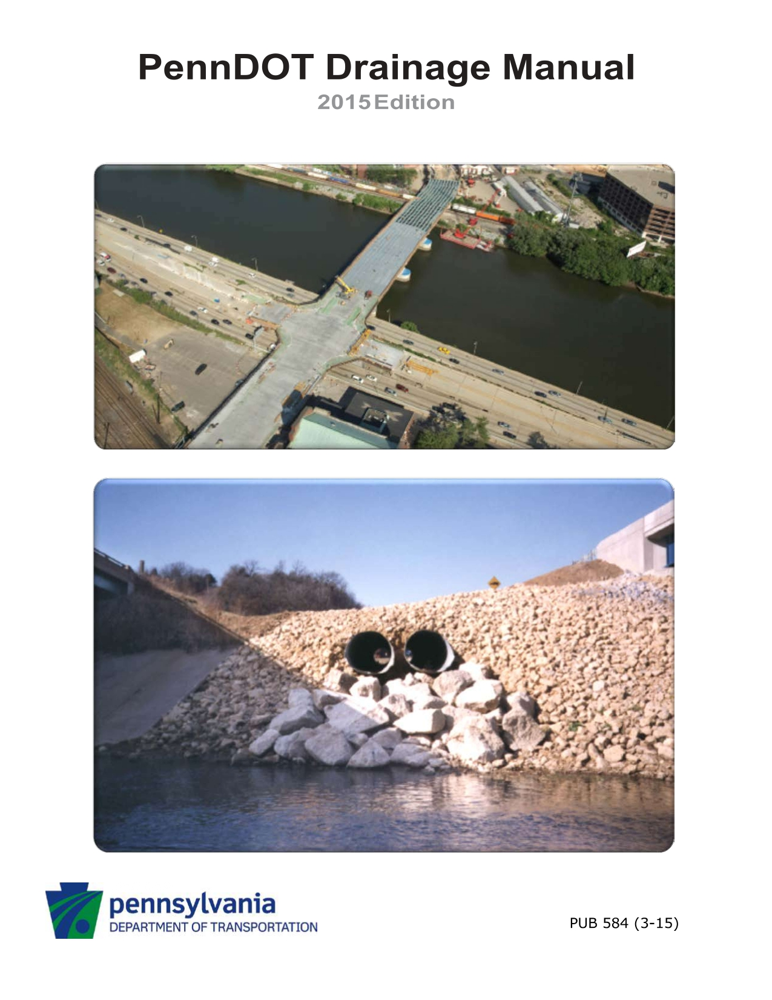 PennDOT Drainage Manual
2015 Edition
pennsylvania
DEPARTMENT OF TRANSPORTATION
PUB 584 (3-15)